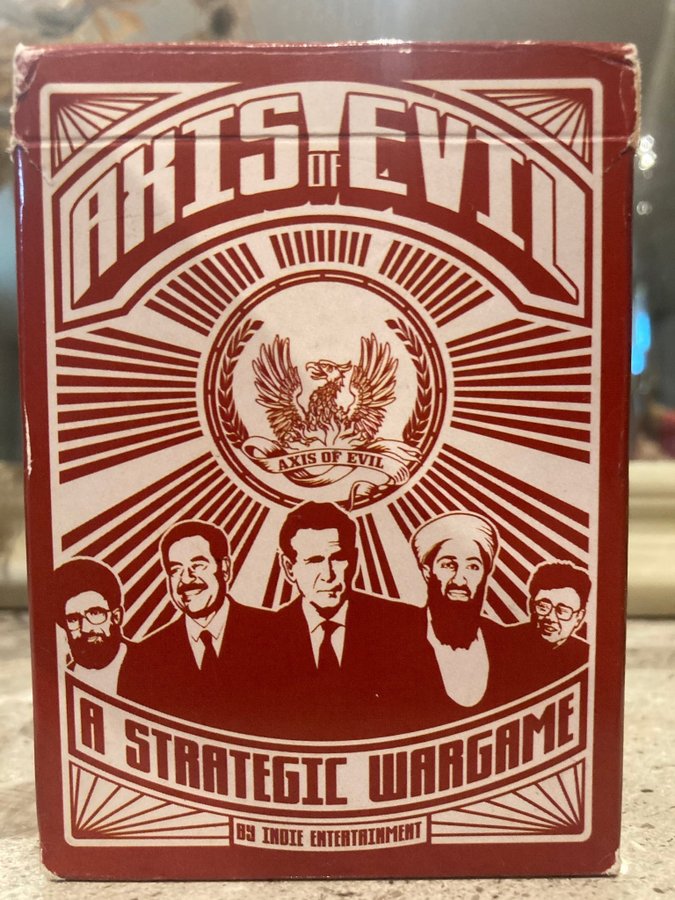 AXIS OF EVIL
AXIS OF EVIL
A STRATEGIC WARGAME
BY INDIE ENTERTAINMENT